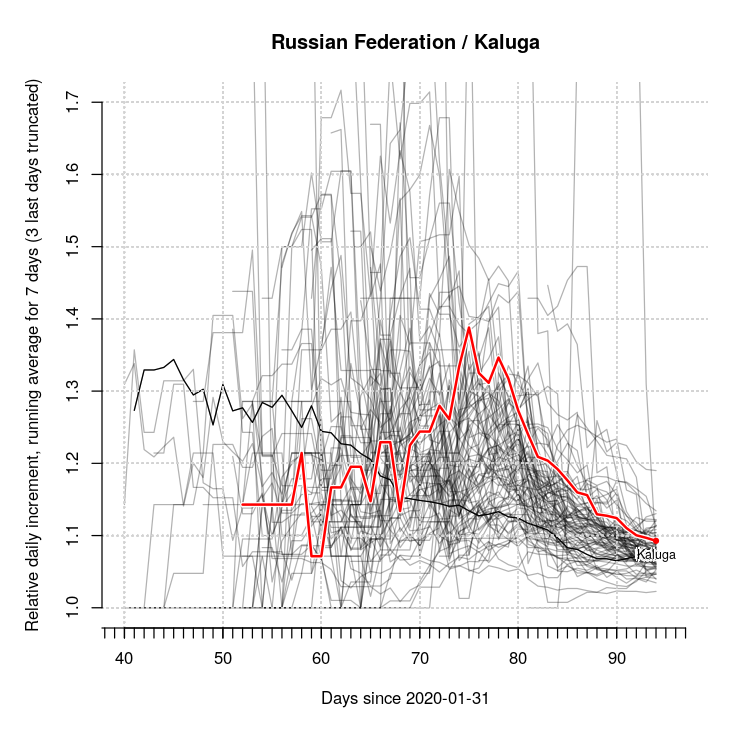 Russian Federation / Kaluga
Relative daily increment, running average for 7 days (3 last days truncated)
1.7
1.6
1.5
1.4
1.3
1.2
1.1
1.0
Kaluga
40 50 60 70 80 90
Days since 2020-01-31